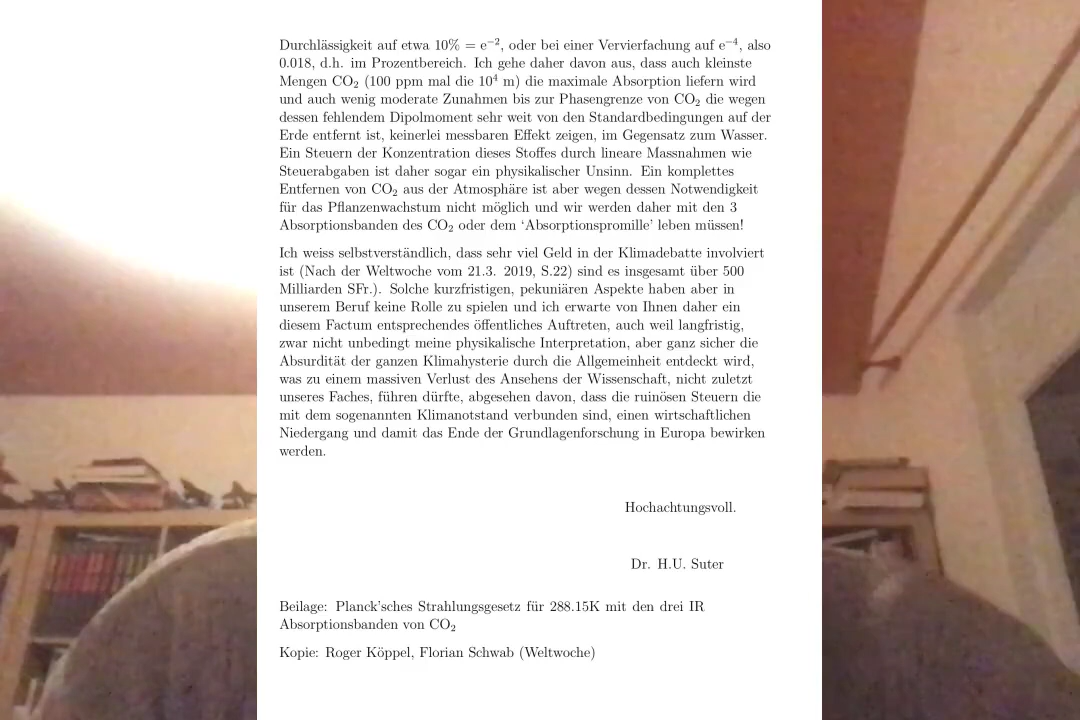 Durchlässigkeit auf etwa 10% = e⁻², oder bei einer Vervierfachung auf e⁻⁴, also
0.018, d.h. im Prozentbereich. Ich gehe daher davon aus, dass auch kleinste
Mengen CO₂ (100 ppm mal die 10⁴ m) die maximale Absorption liefern wird
und auch wenig moderate Zunahmen bis zur Phasengrenze von CO₂ die wegen
dessen fehlendem Dipolmoment sehr weit von den Standardbedingungen auf der
Erde entfernt ist, keinerlei messbaren Effekt zeigen, im Gegensatz zum Wasser.
Ein Steuern der Konzentration dieses Stoffes durch lineare Massnahmen wie
Steuerabgaben ist daher sogar ein physikalischer Unsinn. Ein komplettes
Entfernen von CO₂ aus der Atmosphäre ist aber wegen dessen Notwendigkeit
für das Pflanzenwachstum nicht möglich und wir werden daher mit den 3
Absorptionsbanden des CO₂ oder dem ‘Absorptionspromille’ leben müssen!
Ich weiss selbstverständlich, dass sehr viel Geld in der Klimadebatte involviert
ist (Nach der Weltwoche vom 21.3. 2019, S.22) sind es insgesamt über 500
Milliarden SFr.). Solche kurzfristigen, pekuniären Aspekte haben aber in
unserem Beruf keine Rolle zu spielen und ich erwarte von Ihnen daher ein
diesem Factum entsprechendes öffentliches Auftreten, auch weil langfristig,
zwar nicht unbedingt meine physikalische Interpretation, aber ganz sicher die
Absurdität der ganzen Klimahysterie durch die Allgemeinheit entdeckt wird,
was zu einem massiven Verlust des Ansehens der Wissenschaft, nicht zuletzt
unseres Faches, führen dürfte, abgesehen davon, dass die ruinösen Steuern die
mit dem sogenannten Klimanotstand verbunden sind, einen wirtschaftlichen
Niedergang und damit das Ende der Grundlagenforschung in Europa bewirken
werden.
Hochachtungsvoll.
Dr. H.U. Suter
Beilage: Planck'sches Strahlungsgesetz für 288.15K mit den drei IR
Absorptionsbanden von CO₂
Kopie: Roger Köppel, Florian Schwab (Weltwoche)